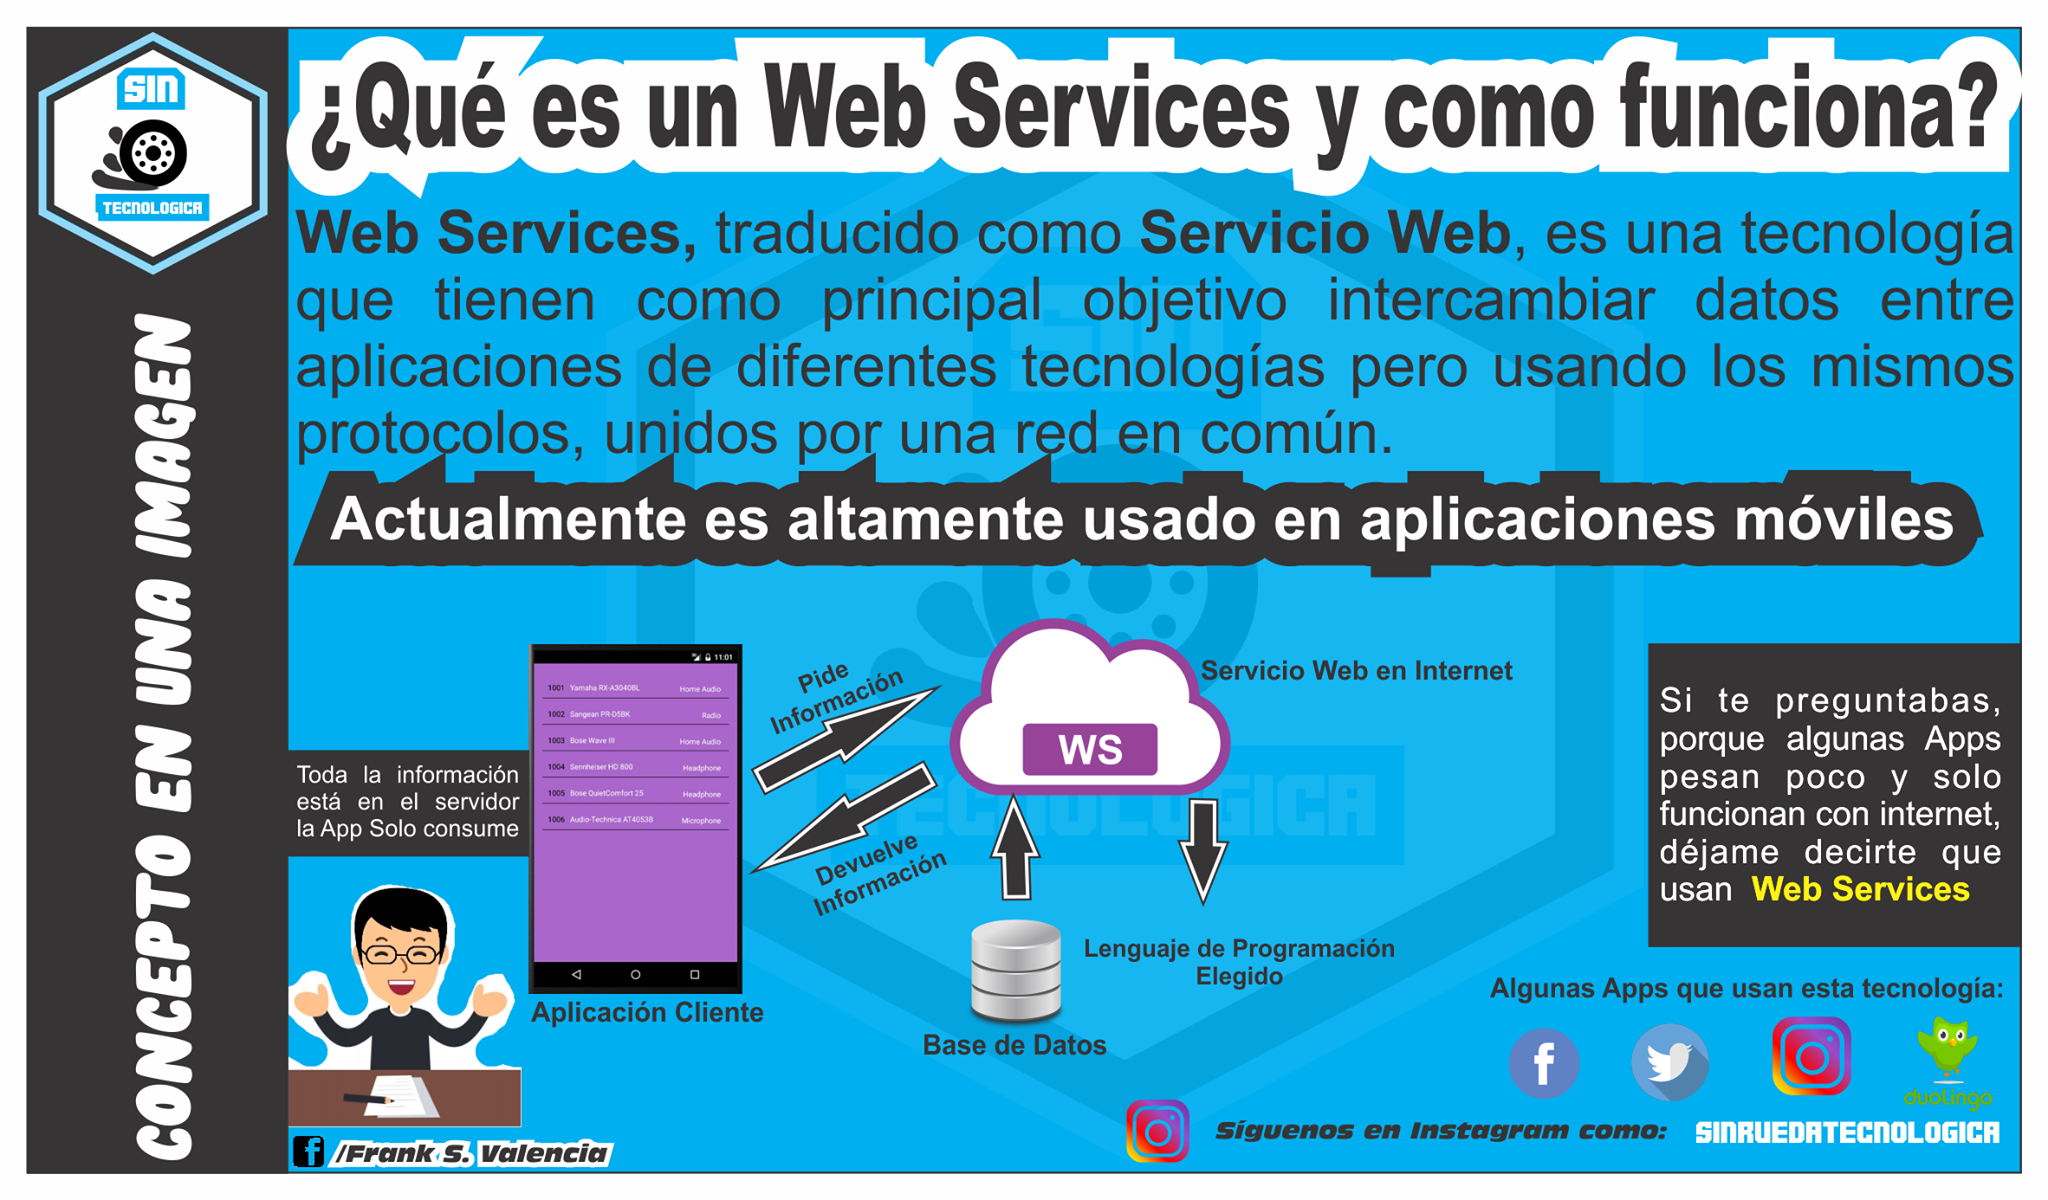 SIN
TECNOLOGICA
CONCEPTO EN UNA IMAGEN
¿Qué es un Web Services y como funciona?
Web Services, traducido como Servicio Web, es una tecnología
que tienen como principal objetivo intercambiar datos entre
aplicaciones de diferentes tecnologías pero usando los mismos
protocolos, unidos por una red en común.
Actualmente es altamente usado en aplicaciones móviles
Toda la información
está en el servidor
la App Solo consume
11:01
1001 Yamaha RX-A3040BL Home Audio
1002 Sangean PR-D5BK Radio
1003 Bose Wave III Home Audio
1004 Sennheiser HD 800 Headphone
1005 Bose QuietComfort 25 Headphone
1006 Audio-Technica AT4053B Microphone
Aplicación Cliente
Pide
Información
Devuelve
Información
Servicio Web en Internet
WS
Base de Datos
Lenguaje de Programación
Elegido
Si te preguntabas,
porque algunas Apps
pesan poco y solo
funcionan con internet,
déjame decirte que
usan Web Services
Algunas Apps que usan esta tecnología:
duolingo
/Frank S. Valencia
Síguenos en Instagram como: SINRUEDATECNOLOGICA
SIN
TECNOLOGICA